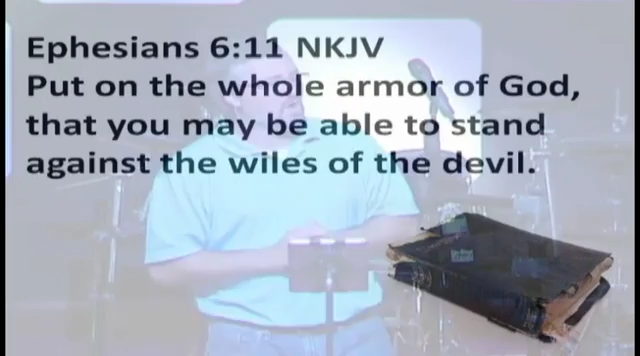 Ephesians 6:11 NKJV
Put on the whole armor of God,
that you may be able to stand
against the wiles of the devil.